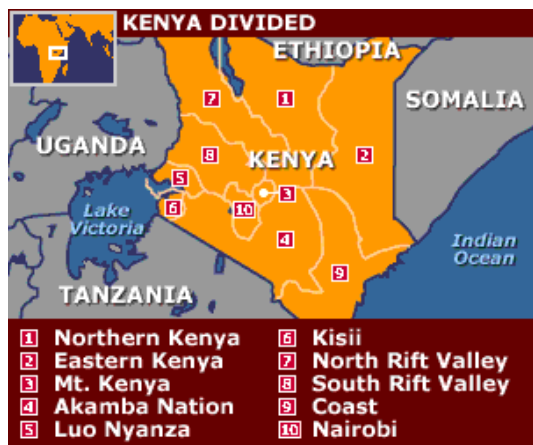 KENYA DIVIDED
ETHIOPIA
SOMALIA
UGANDA
KENYA
Lake
Victoria
TANZANIA
Indian
Ocean
7
1
8
2
5
3
6
10
4
9
1 Northern Kenya
2 Eastern Kenya
3 Mt. Kenya
4 Akamba Nation
5 Luo Nyanza
6 Kisii
7 North Rift Valley
8 South Rift Valley
9 Coast
10 Nairobi